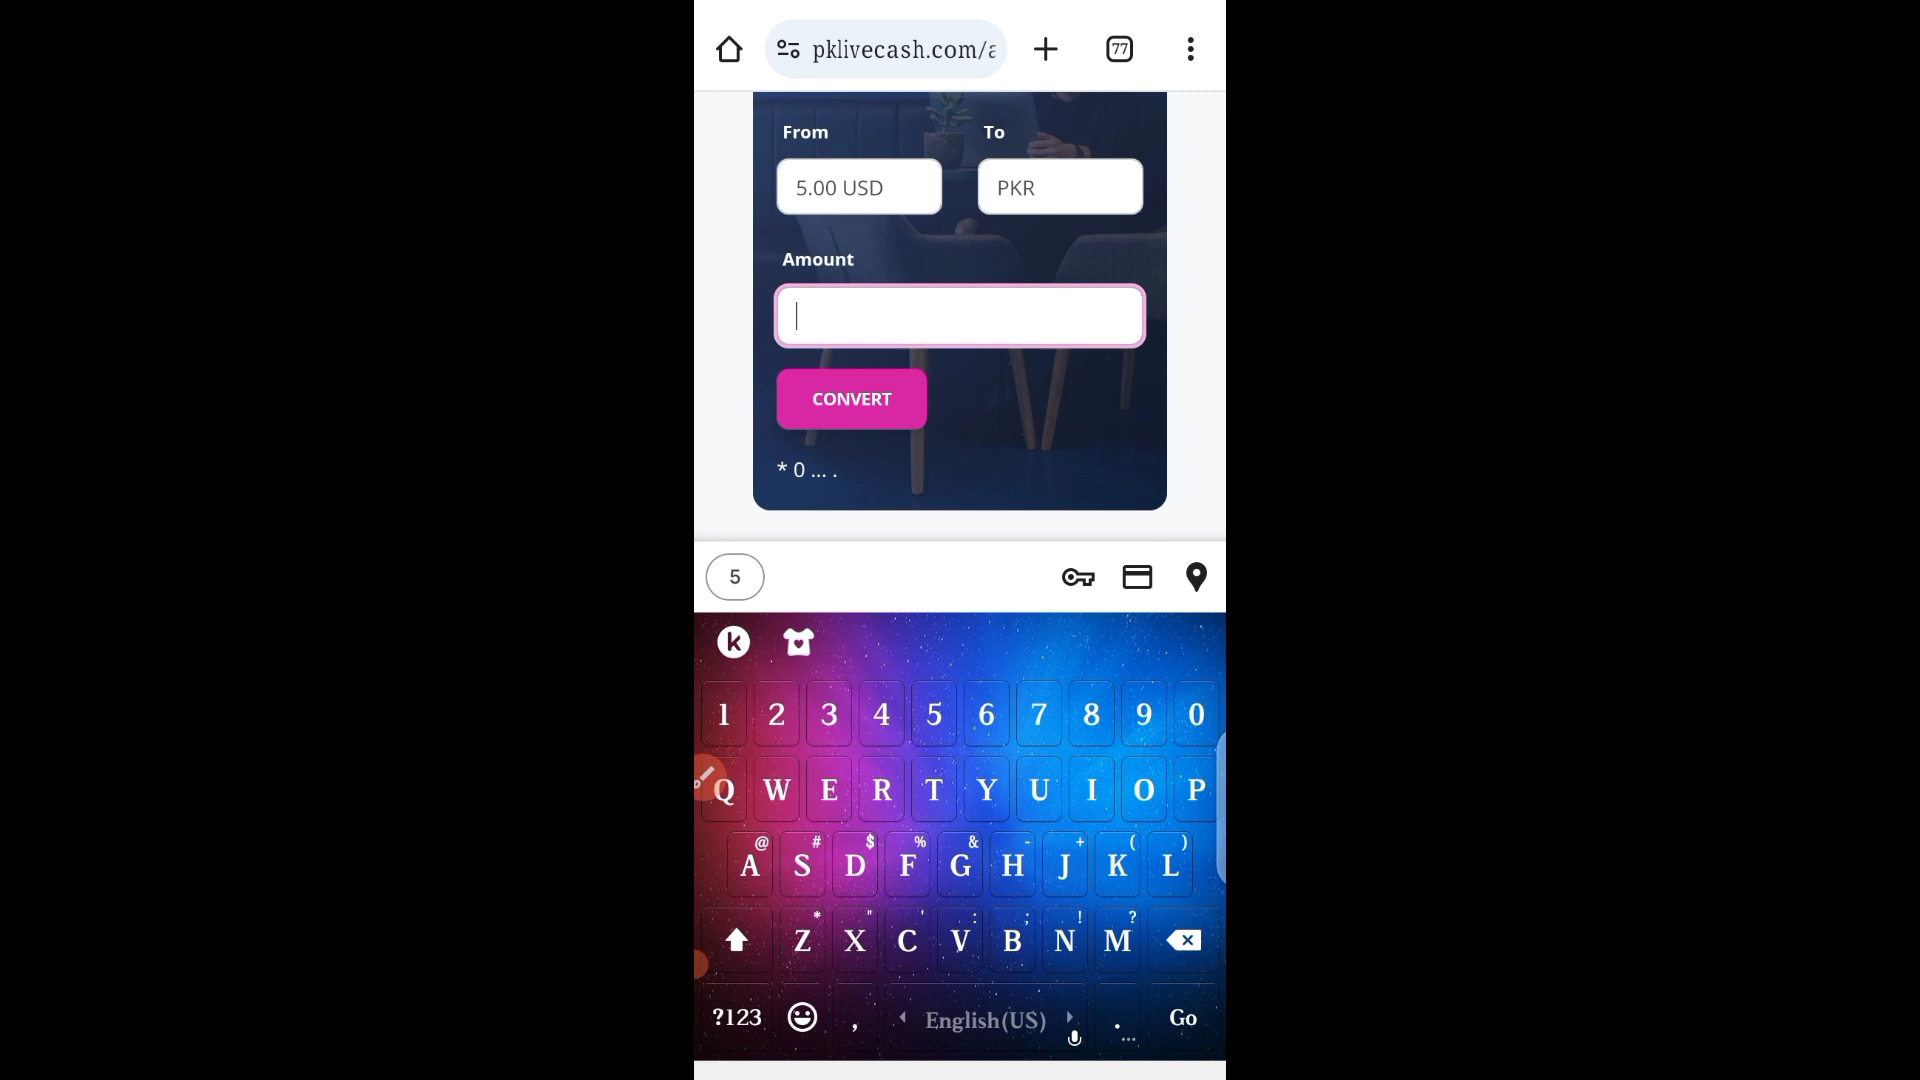 pklivecash.com/a
77
From
To
5.00 USD
PKR
Amount
CONVERT
* 0 ... .
5
k
1 2 3 4 5 6 7 8 9 0
Q W E R T Y U I O P
@ # $ % & - + ( )
A S D F G H J K L
* " ' : ; ! ?
Z X C V B N M
?123 , English(US) . Go
...